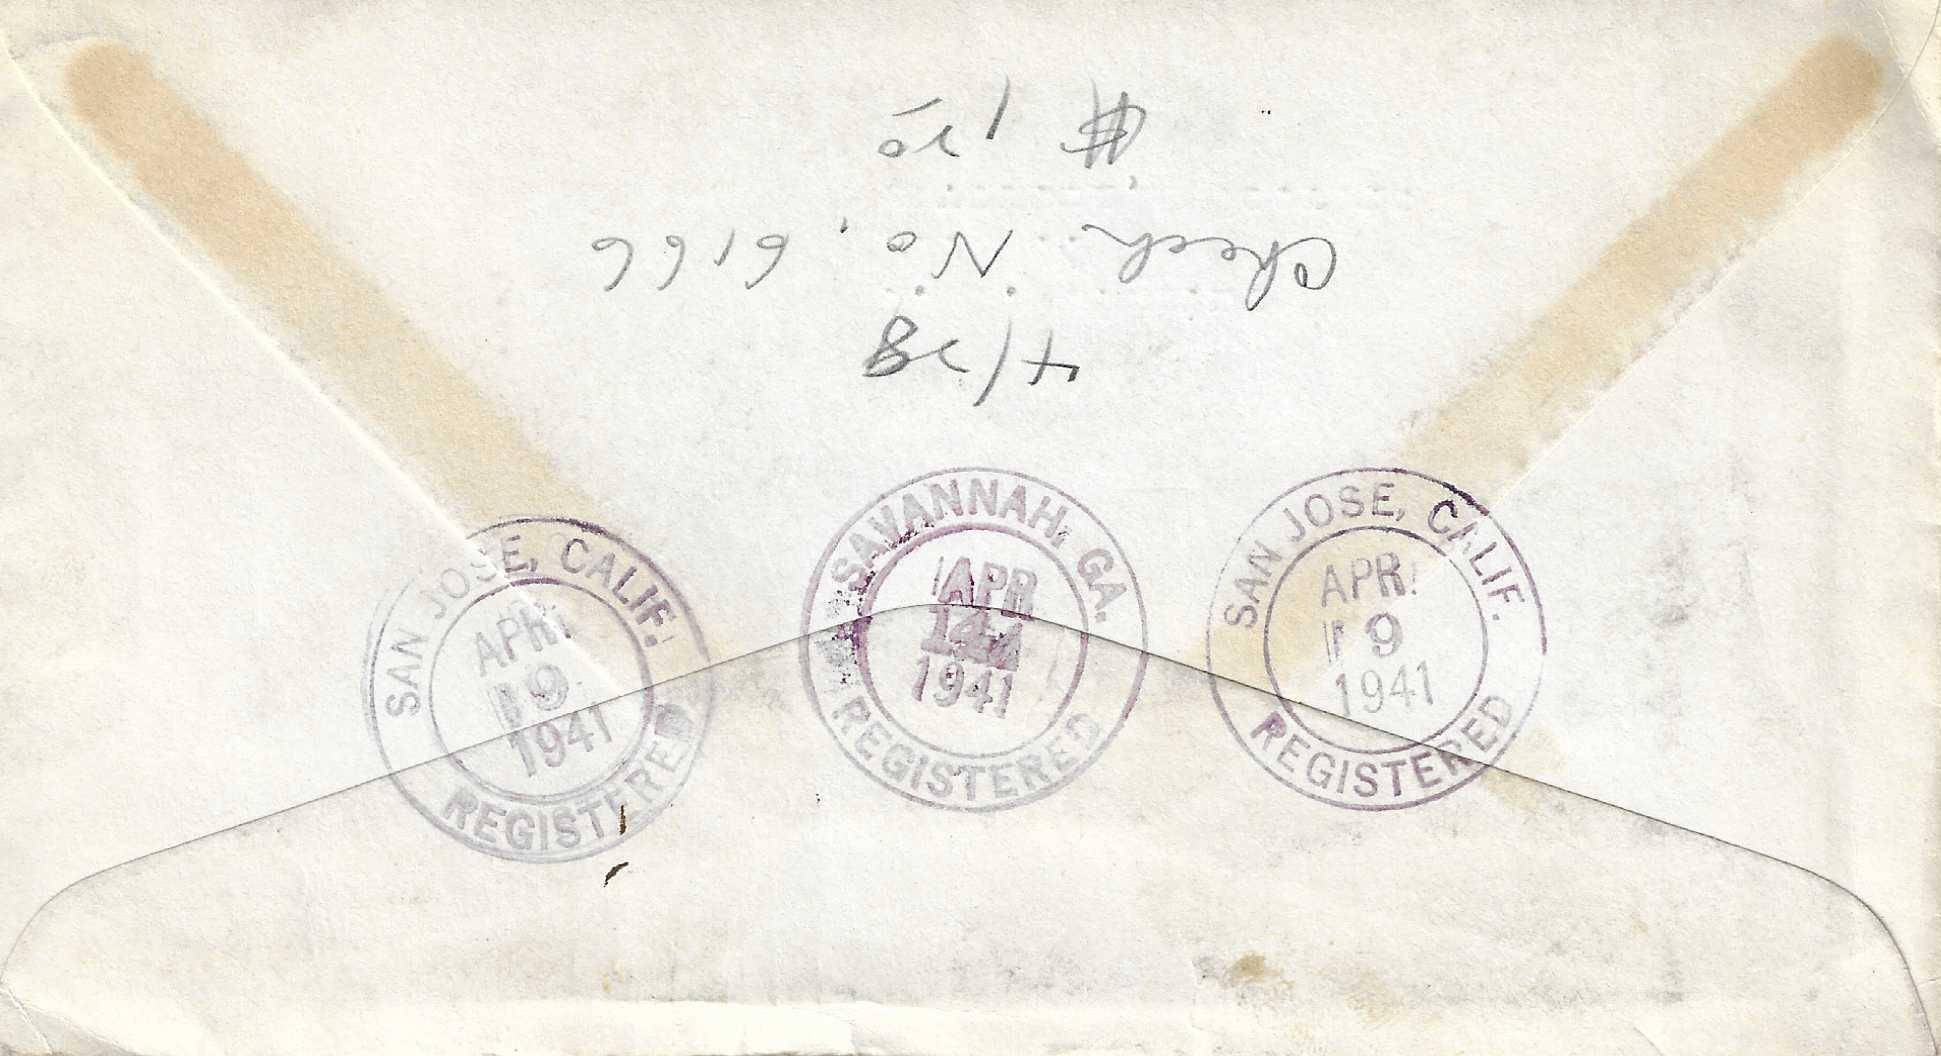 4/28
Check No. 6166
$ 1 20
SAN JOSE, CALIF.
APR
9
1941
REGISTERED
SAVANNAH, GA.
APR
14
1941
REGISTERED
SAN JOSE, CALIF.
APR
9
1941
REGISTERED